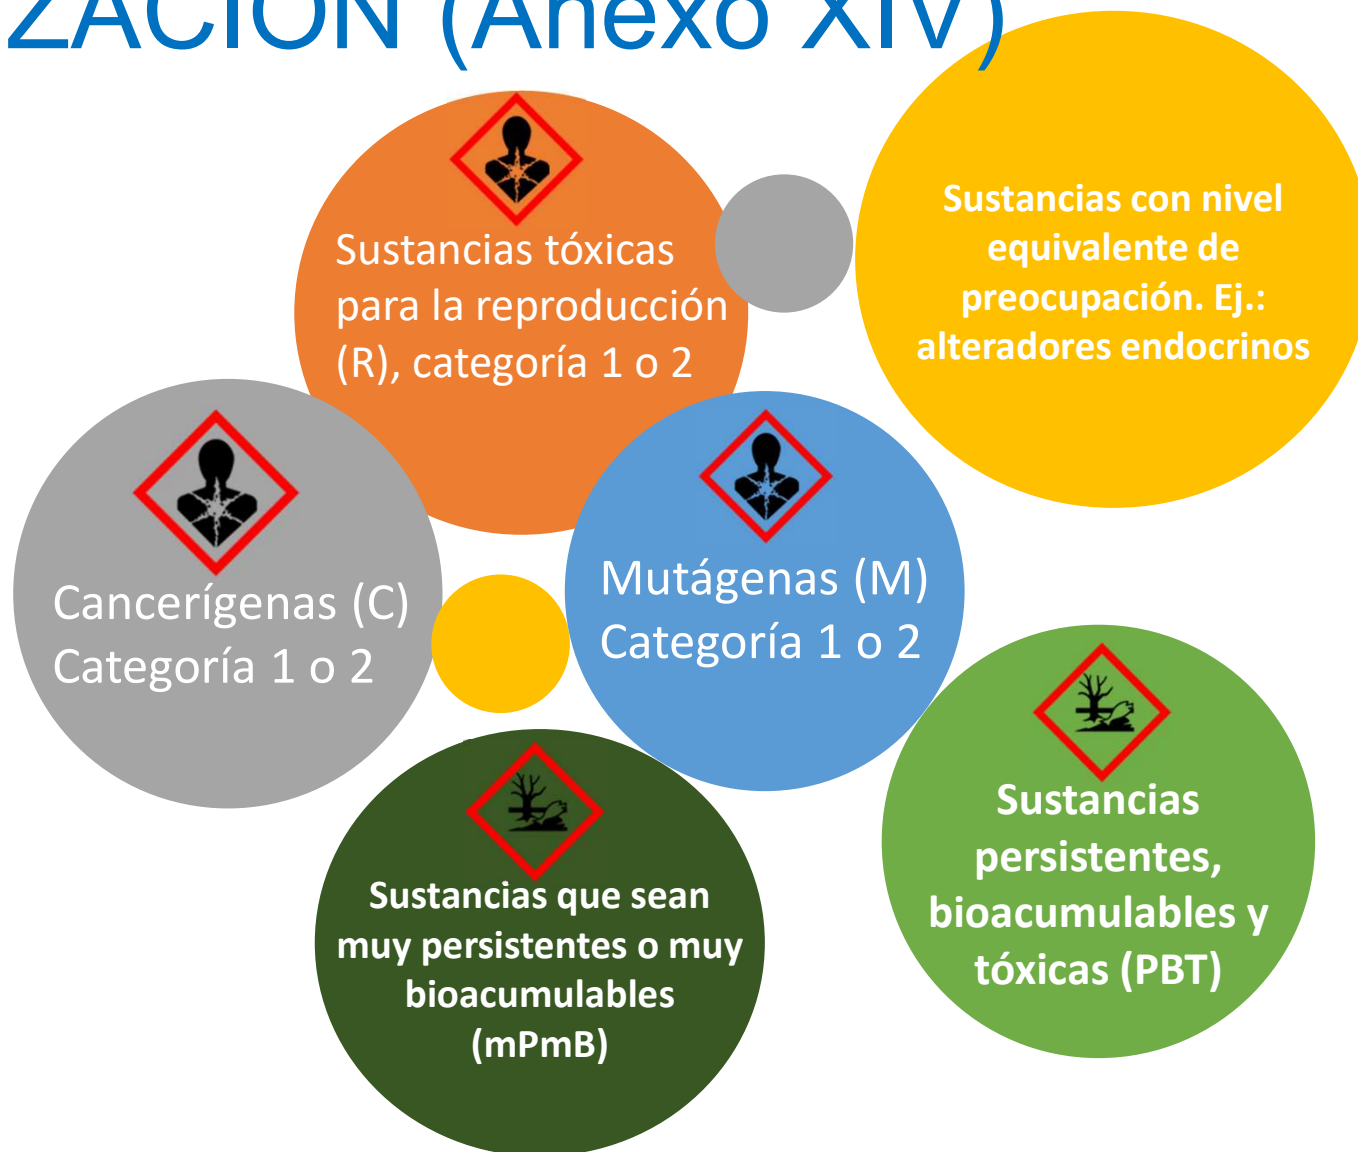 ZACIÓN (Anexo XIV)
Sustancias tóxicas
para la reproducción
(R), categoría 1 o 2
Sustancias con nivel
equivalente de
preocupación. Ej.:
alteradores endocrinos
Cancerígenas (C)
Categoría 1 o 2
Mutágenas (M)
Categoría 1 o 2
Sustancias que sean
muy persistentes o muy
bioacumulables
(mPmB)
Sustancias
persistentes,
bioacumulables y
tóxicas (PBT)